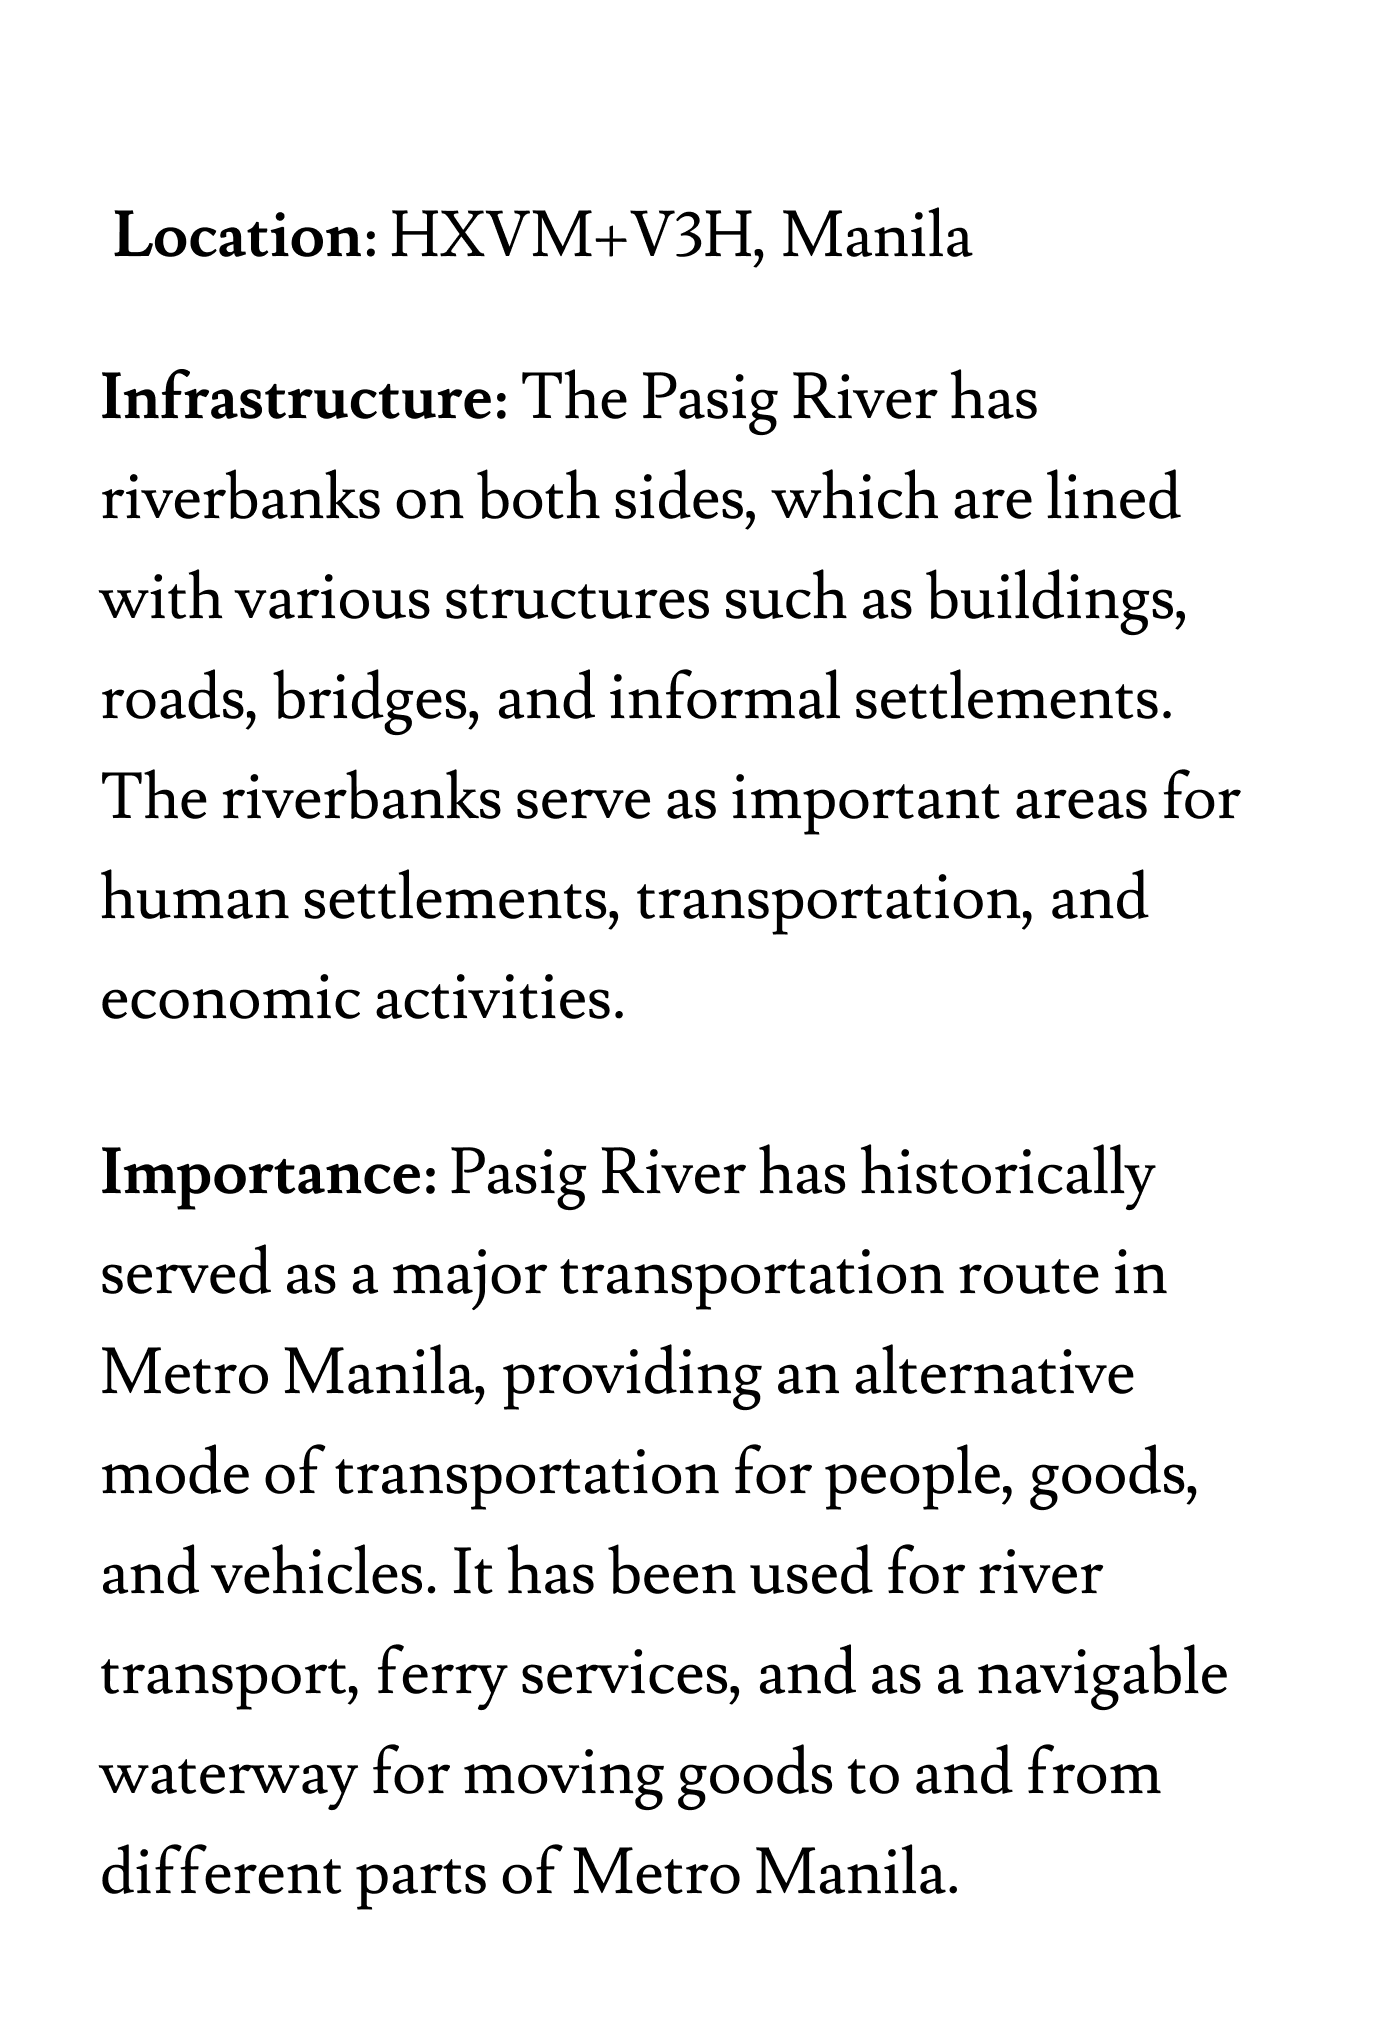 Location: HXVM+V3H, Manila
Infrastructure: The Pasig River has
riverbanks on both sides, which are lined
with various structures such as buildings,
roads, bridges, and informal settlements.
The riverbanks serve as important areas for
human settlements, transportation, and
economic activities.
Importance: Pasig River has historically
served as a major transportation route in
Metro Manila, providing an alternative
mode of transportation for people, goods,
and vehicles. It has been used for river
transport, ferry services, and as a navigable
waterway for moving goods to and from
different parts of Metro Manila.